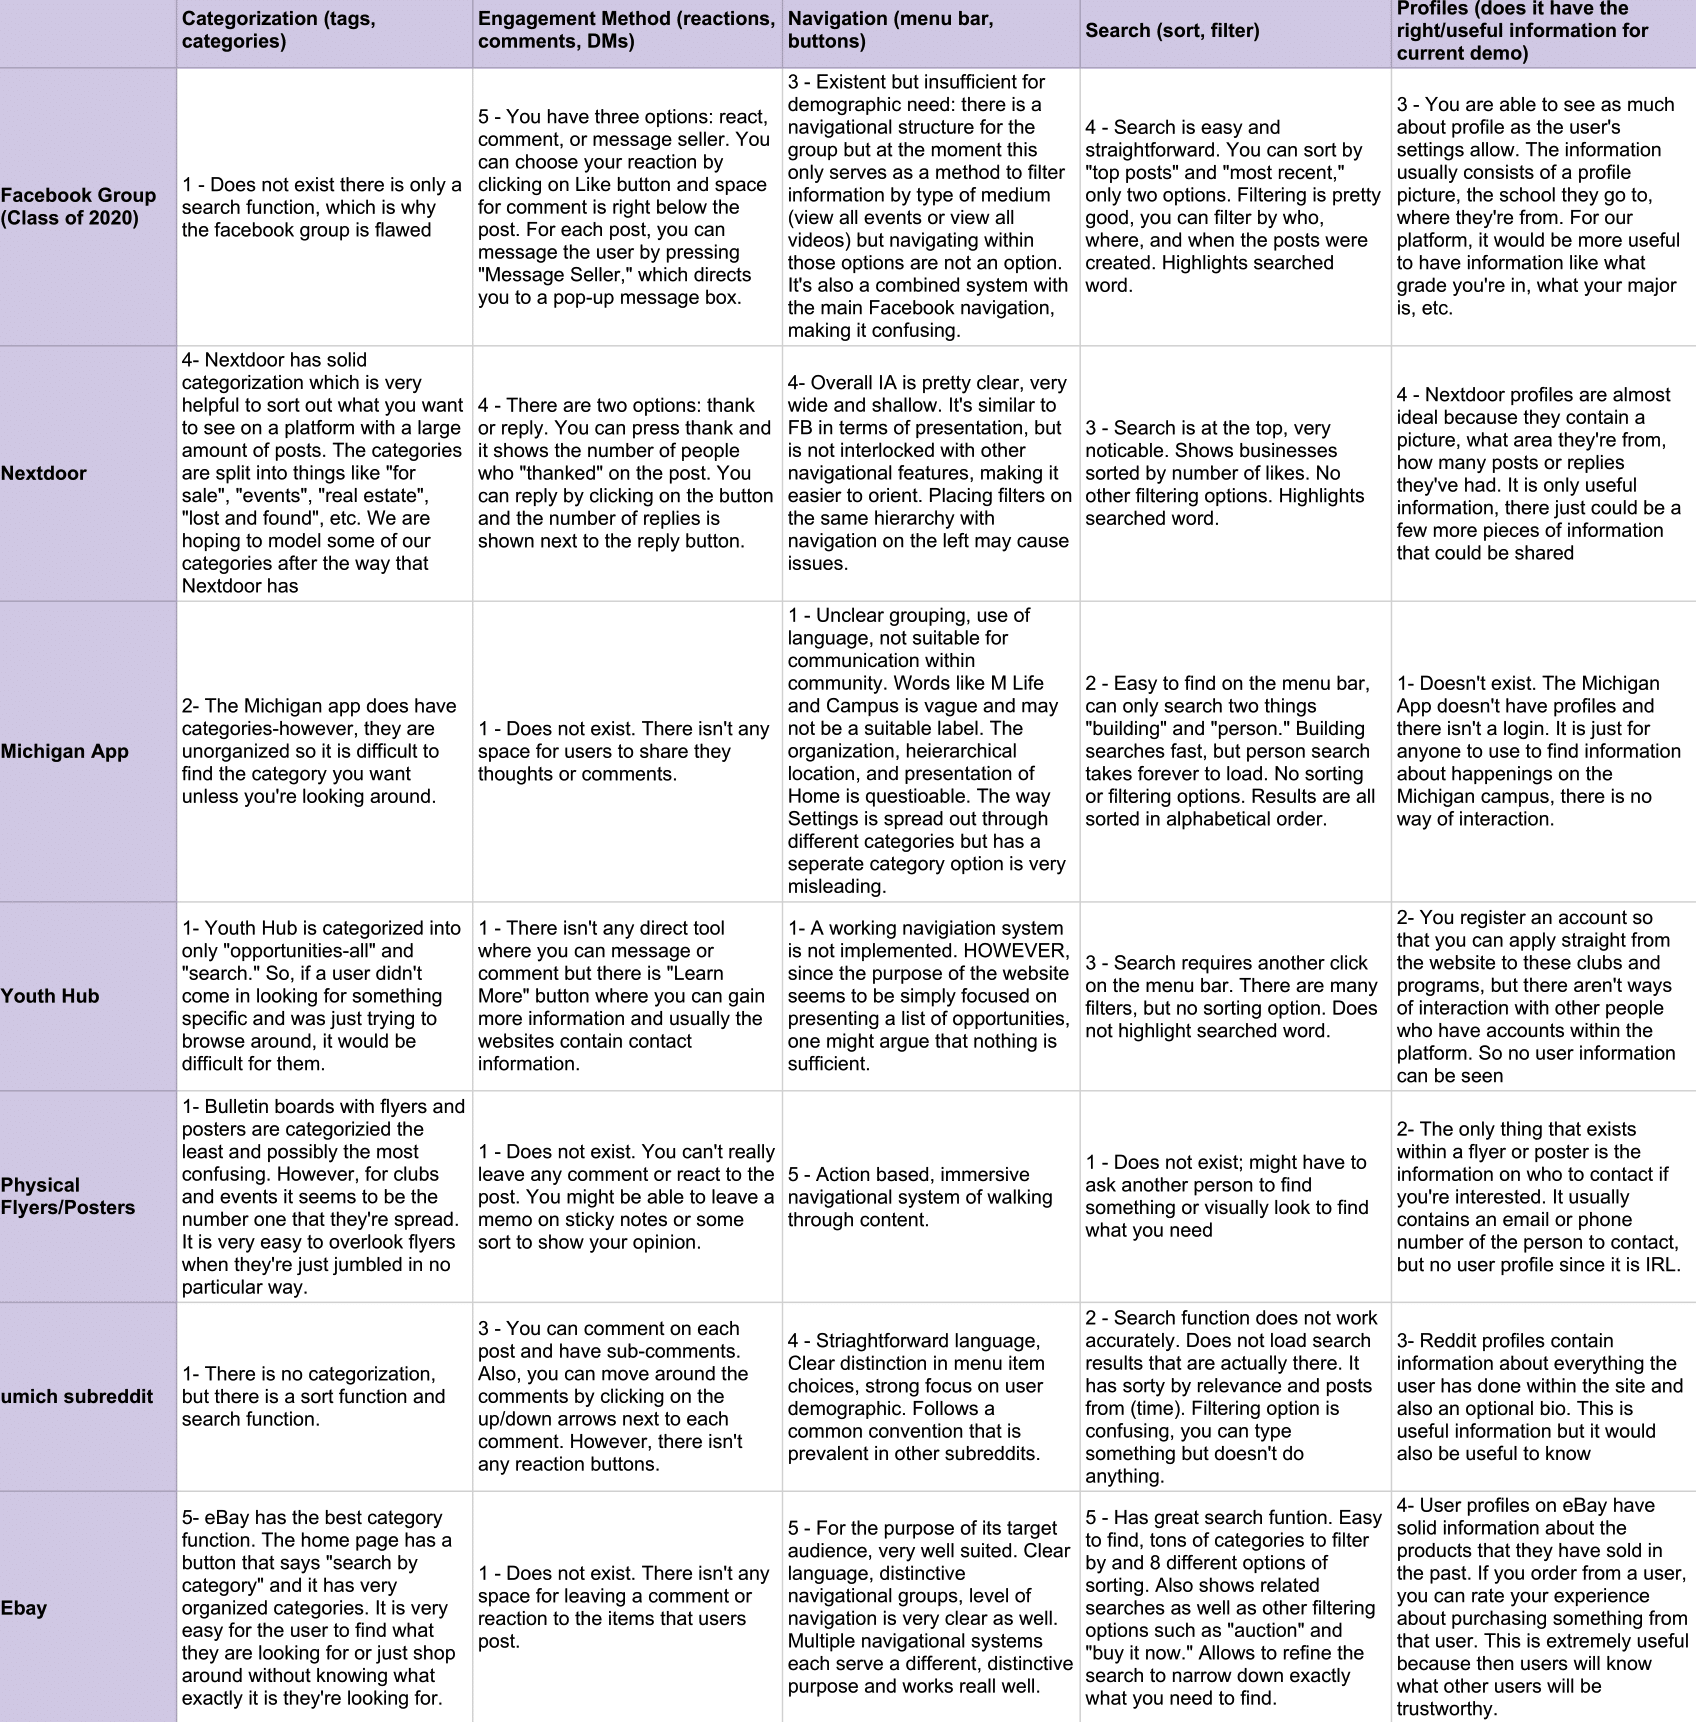 Categorization (tags,
categories)
Engagement Method (reactions,
comments, DMs)
Navigation (menu bar,
buttons)
Search (sort, filter)
Profiles (does it have the
right/useful information for
current demo)
Facebook Group
(Class of 2020)
1 - Does not exist there is only a
search function, which is why
the facebook group is flawed
5 - You have three options: react,
comment, or message seller. You
can choose your reaction by
clicking on Like button and space
for comment is right below the
post. For each post, you can
message the user by pressing
"Message Seller," which directs
you to a pop-up message box.
3 - Existent but insufficient for
demographic need: there is a
navigational structure for the
group but at the moment this
only serves as a method to filter
information by type of medium
(view all events or view all
videos) but navigating within
those options are not an option.
It's also a combined system with
the main Facebook navigation,
making it confusing.
4 - Search is easy and
straightforward. You can sort by
"top posts" and "most recent,"
only two options. Filtering is pretty
good, you can filter by who,
where, and when the posts were
created. Highlights searched
word.
3 - You are able to see as much
about profile as the user's
settings allow. The information
usually consists of a profile
picture, the school they go to,
where they're from. For our
platform, it would be more useful
to have information like what
grade you're in, what your major
is, etc.
Nextdoor
4- Nextdoor has solid
categorization which is very
helpful to sort out what you want
to see on a platform with a large
amount of posts. The categories
are split into things like "for
sale", "events", "real estate",
"lost and found", etc. We are
hoping to model some of our
categories after the way that
Nextdoor has
4 - There are two options: thank
or reply. You can press thank and
it shows the number of people
who "thanked" on the post. You
can reply by clicking on the button
and the number of replies is
shown next to the reply button.
4- Overall IA is pretty clear, very
wide and shallow. It's similar to
FB in terms of presentation, but
is not interlocked with other
navigational features, making it
easier to orient. Placing filters on
the same hierarchy with
navigation on the left may cause
issues.
3 - Search is at the top, very
noticable. Shows businesses
sorted by number of likes. No
other filtering options. Highlights
searched word.
4 - Nextdoor profiles are almost
ideal because they contain a
picture, what area they're from,
how many posts or replies
they've had. It is only useful
information, there just could be a
few more pieces of information
that could be shared
Michigan App
2- The Michigan app does have
categories-however, they are
unorganized so it is difficult to
find the category you want
unless you're looking around.
1 - Does not exist. There isn't any
space for users to share they
thoughts or comments.
1 - Unclear grouping, use of
language, not suitable for
communication within
community. Words like M Life
and Campus is vague and may
not be a suitable label. The
organization, heierarchical
location, and presentation of
Home is questioable. The way
Settings is spread out through
different categories but has a
seperate category option is very
misleading.
2 - Easy to find on the menu bar,
can only search two things
"building" and "person." Building
searches fast, but person search
takes forever to load. No sorting
or filtering options. Results are all
sorted in alphabetical order.
1- Doesn't exist. The Michigan
App doesn't have profiles and
there isn't a login. It is just for
anyone to use to find information
about happenings on the
Michigan campus, there is no
way of interaction.
Youth Hub
1- Youth Hub is categorized into
only "opportunities-all" and
"search." So, if a user didn't
come in looking for something
specific and was just trying to
browse around, it would be
difficult for them.
1 - There isn't any direct tool
where you can message or
comment but there is "Learn
More" button where you can gain
more information and usually the
websites contain contact
information.
1- A working navigiation system
is not implemented. HOWEVER,
since the purpose of the website
seems to be simply focused on
presenting a list of opportunities,
one might argue that nothing is
sufficient.
3 - Search requires another click
on the menu bar. There are many
filters, but no sorting option. Does
not highlight searched word.
2- You register an account so
that you can apply straight from
the website to these clubs and
programs, but there aren't ways
of interaction with other people
who have accounts within the
platform. So no user information
can be seen
Physical
Flyers/Posters
1- Bulletin boards with flyers and
posters are categorizied the
least and possibly the most
confusing. However, for clubs
and events it seems to be the
number one that they're spread.
It is very easy to overlook flyers
when they're just jumbled in no
particular way.
1 - Does not exist. You can't really
leave any comment or react to the
post. You might be able to leave a
memo on sticky notes or some
sort to show your opinion.
5 - Action based, immersive
navigational system of walking
through content.
1 - Does not exist; might have to
ask another person to find
something or visually look to find
what you need
2- The only thing that exists
within a flyer or poster is the
information on who to contact if
you're interested. It usually
contains an email or phone
number of the person to contact,
but no user profile since it is IRL.
umich subreddit
1- There is no categorization,
but there is a sort function and
search function.
3 - You can comment on each
post and have sub-comments.
Also, you can move around the
comments by clicking on the
up/down arrows next to each
comment. However, there isn't
any reaction buttons.
4 - Striaghtforward language,
Clear distinction in menu item
choices, strong focus on user
demographic. Follows a
common convention that is
prevalent in other subreddits.
2 - Search function does not work
accurately. Does not load search
results that are actually there. It
has sorty by relevance and posts
from (time). Filtering option is
confusing, you can type
something but doesn't do
anything.
3- Reddit profiles contain
information about everything the
user has done within the site and
also an optional bio. This is
useful information but it would
also be useful to know
Ebay
5- eBay has the best category
function. The home page has a
button that says "search by
category" and it has very
organized categories. It is very
easy for the user to find what
they are looking for or just shop
around without knowing what
exactly it is they're looking for.
1 - Does not exist. There isn't any
space for leaving a comment or
reaction to the items that users
post.
5 - For the purpose of its target
audience, very well suited. Clear
language, distinctive
navigational groups, level of
navigation is very clear as well.
Multiple navigational systems
each serve a different, distinctive
purpose and works reall well.
5 - Has great search funtion. Easy
to find, tons of categories to filter
by and 8 different options of
sorting. Also shows related
searches as well as other filtering
options such as "auction" and
"buy it now." Allows to refine the
search to narrow down exactly
what you need to find.
4- User profiles on eBay have
solid information about the
products that they have sold in
the past. If you order from a user,
you can rate your experience
about purchasing something from
that user. This is extremely useful
because then users will know
what other users will be
trustworthy.